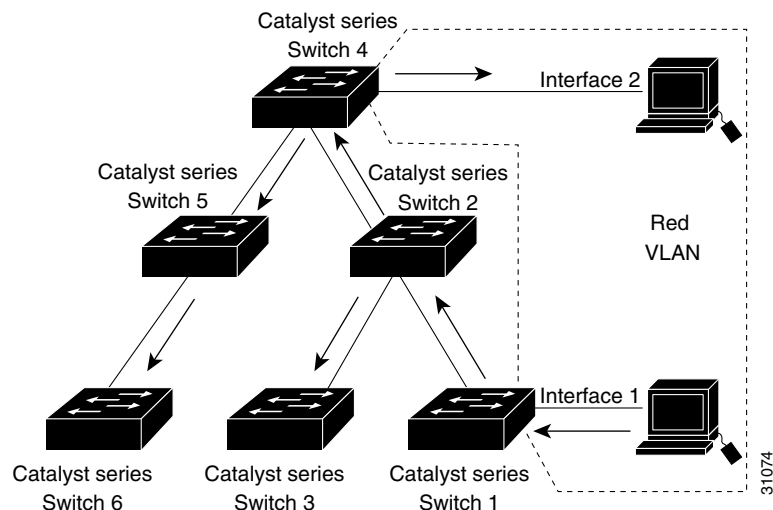 Catalyst series
Switch 4
Interface 2
Catalyst series
Switch 5
Catalyst series
Switch 2
Red
VLAN
Interface 1
Catalyst series
Switch 6
Catalyst series
Switch 3
Catalyst series
Switch 1
31074